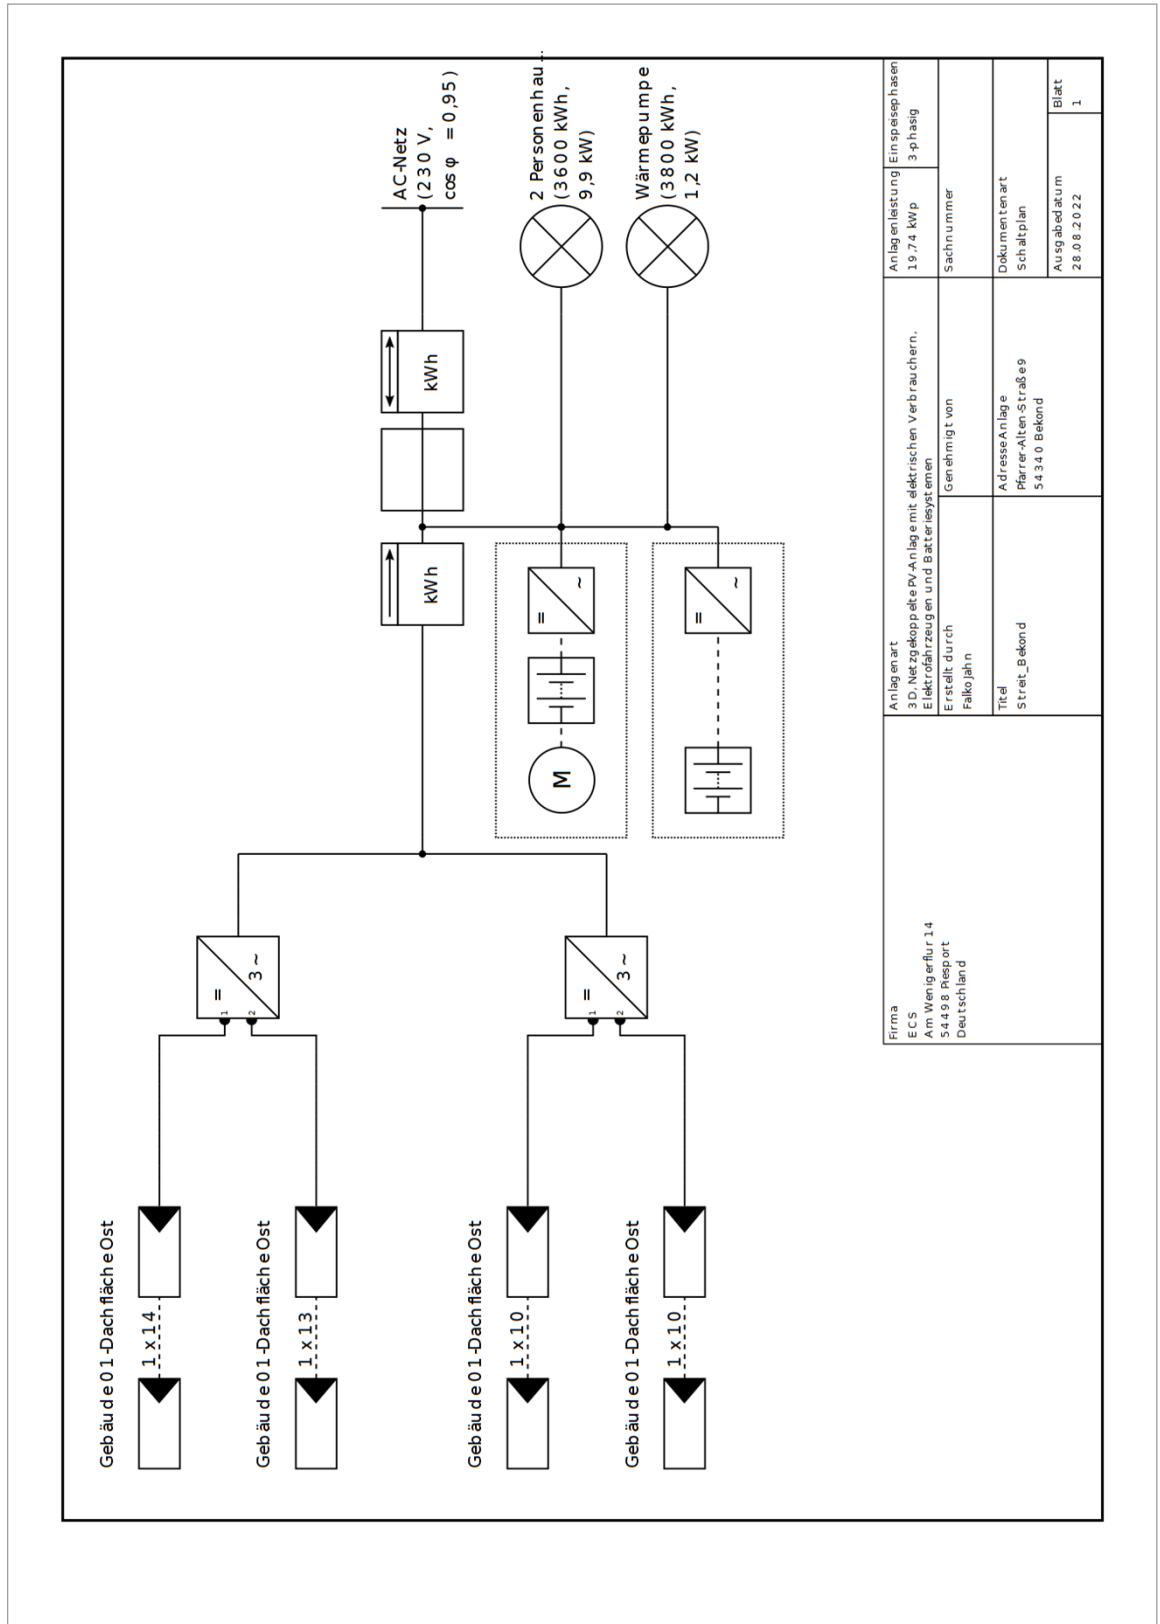 Gebäude 01-Dachfläche Ost
1 x 14
Gebäude 01-Dachfläche Ost
1 x 13
Gebäude 01-Dachfläche Ost
1 x 10
Gebäude 01-Dachfläche Ost
1 x 10
=
3 ~
1
2
=
3 ~
1
2
kWh
kWh
AC-Netz
(230 V,
cos φ = 0,95)
M
=
~
=
~
2 Personenhau...
(3600 kWh,
9,9 kW)
Wärmepumpe
(3800 kWh,
1,2 kW)
Firma
ECS
Am Wenigerflur 14
54498 Piesport
Deutschland
Anlagenart
3D, Netzgekoppelte PV-Anlage mit elektrischen Verbrauchern,
Elektrofahrzeugen und Batteriesystemen
Anlagenleistung
19,74 kWp
Einspeisephasen
3-phasig
Erstellt durch
Falko Jahn
Genehmigt von
Sachnummer
Titel
Streit_Bekond
Adresse Anlage
Pfarrer-Alten-Straße 9
54340 Bekond
Dokumentenart
Schaltplan
Ausgabedatum
28.08.2022
Blatt
1